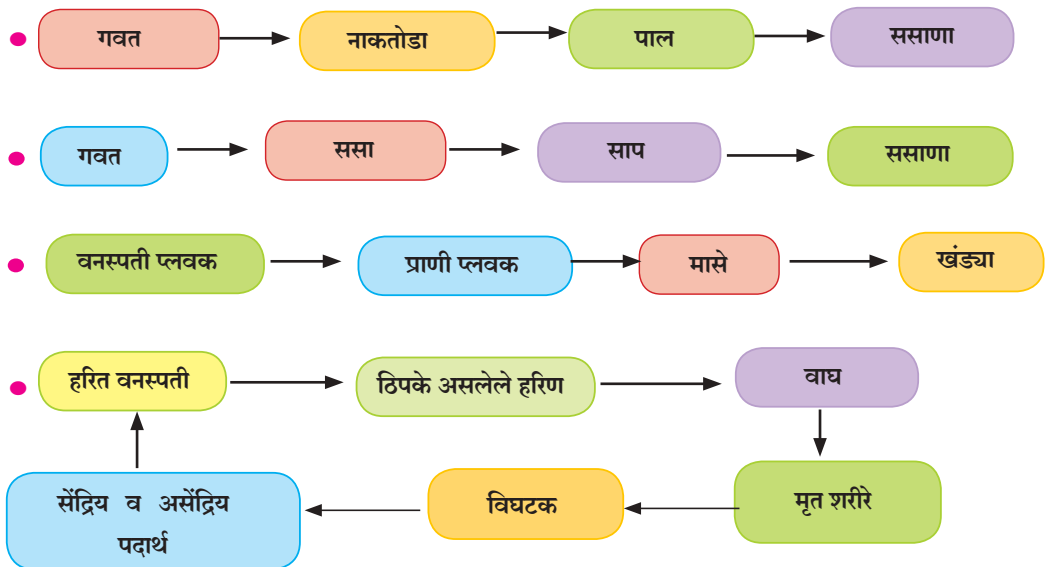 गवत
नाकतोडा
पाल
ससाणा
गवत
ससा
साप
ससाणा
वनस्पती प्लवक
प्राणी प्लवक
मासे
खंड्या
हरित वनस्पती
ठिपके असलेले हरिण
वाघ
मृत शरीरे
विघटक
सेंद्रिय व असेंद्रिय
पदार्थ